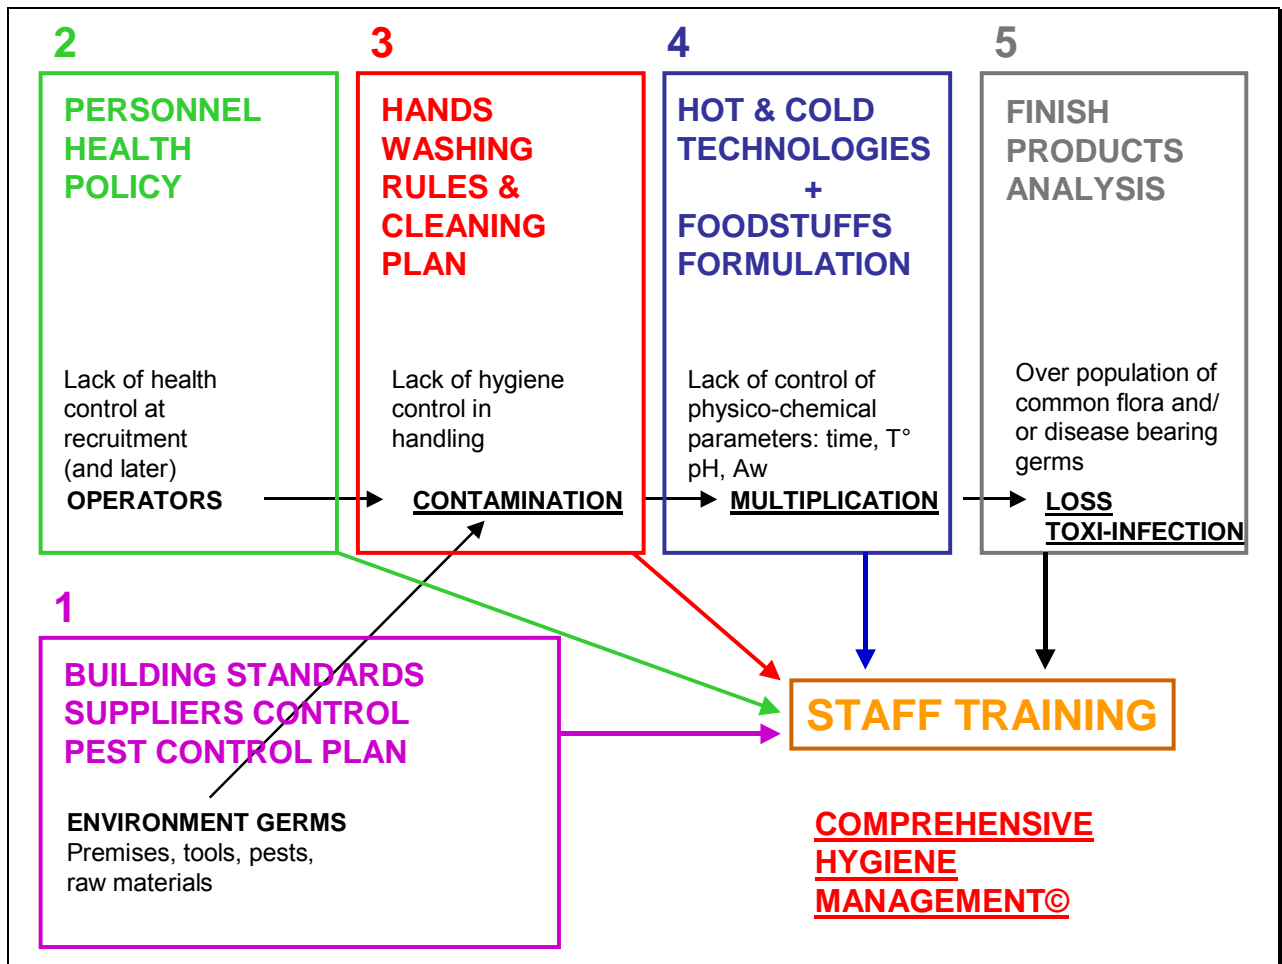 2
PERSONNEL
HEALTH
POLICY
Lack of health
control at
recruitment
(and later)
OPERATORS
3
HANDS
WASHING
RULES &
CLEANING
PLAN
Lack of hygiene
control in
handling
CONTAMINATION
4
HOT & COLD
TECHNOLOGIES
+
FOODSTUFFS
FORMULATION
Lack of control of
physico-chemical
parameters: time, T°
pH, Aw
MULTIPLICATION
5
FINISH
PRODUCTS
ANALYSIS
Over population of
common flora and/
or disease bearing
germs
LOSS
TOXI-INFECTION
1
BUILDING STANDARDS
SUPPLIERS CONTROL
PEST CONTROL PLAN
ENVIRONMENT GERMS
Premises, tools, pests,
raw materials
STAFF TRAINING
COMPREHENSIVE
HYGIENE
MANAGEMENT©